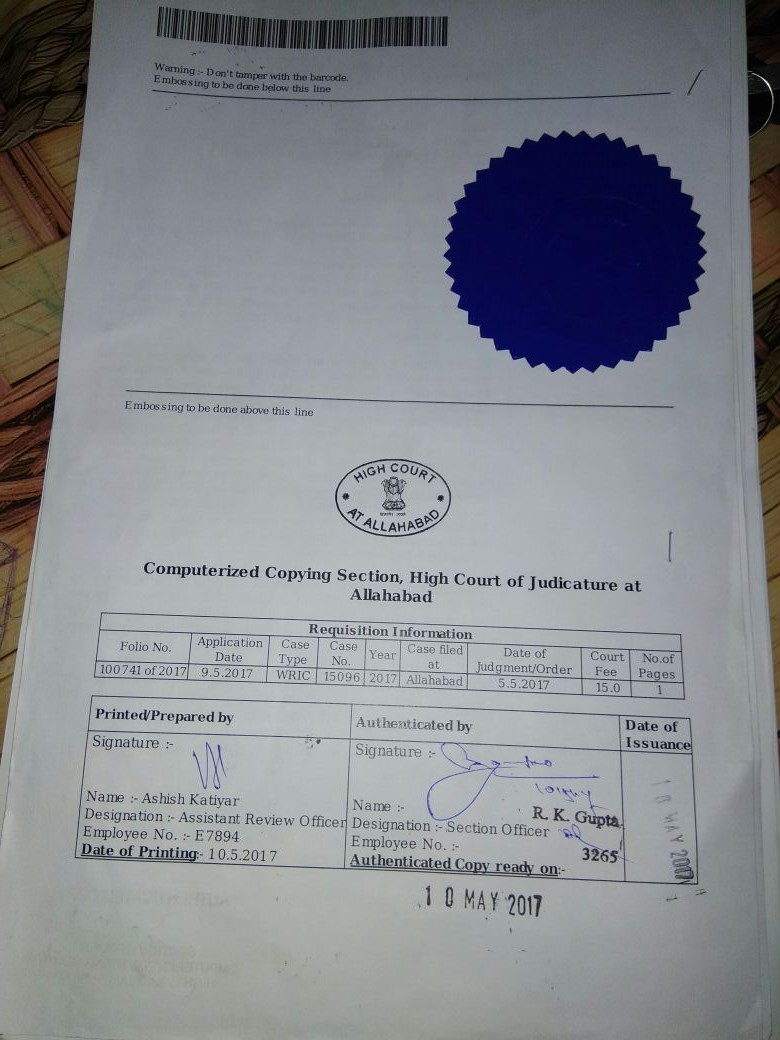 Warning :- Don't tamper with the barcode.
Embossing to be done below this line
Embossing to be done above this line
HIGH COURT
AT ALLAHABAD
Computerized Copying Section, High Court of Judicature at
Allahabad
Requisition Information
Folio No. Application Date Case Type Case No. Year Case filed at Date of Judgment/Order Court Fee No.of Pages
100741 of 2017 9.5.2017 WRIC 15096 2017 Allahabad 5.5.2017 15.0 1
Printed/Prepared by Authenticated by Date of Issuance
Signature :- Signature :-
Name :- Ashish Katiyar Name :- R. K. Gupta
Designation :- Assistant Review Officer Designation :- Section Officer
Employee No. :- E7894 Employee No. :- 3265
Date of Printing:- 10.5.2017 Authenticated Copy ready on:-
10 MAY 2017
10 MAY